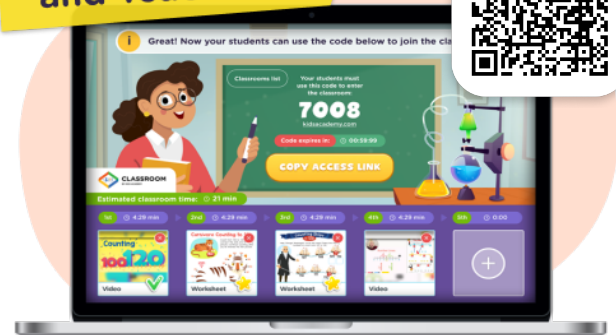 Great! Now your students can use the code below to join the cla
Classrooms list
Your students must
use this code to enter
the classroom
7008
kidsacademy.com
Code expires in: 00:59:99
COPY ACCESS LINK
CLASSROOM
Estimated classroom time: 21 min
1st 4:29 min
2nd 4:29 min
3rd 4:29 min
4th 4:29 min
5th 0:00
Counting
100 120
Video
Worksheet
Worksheet
Video